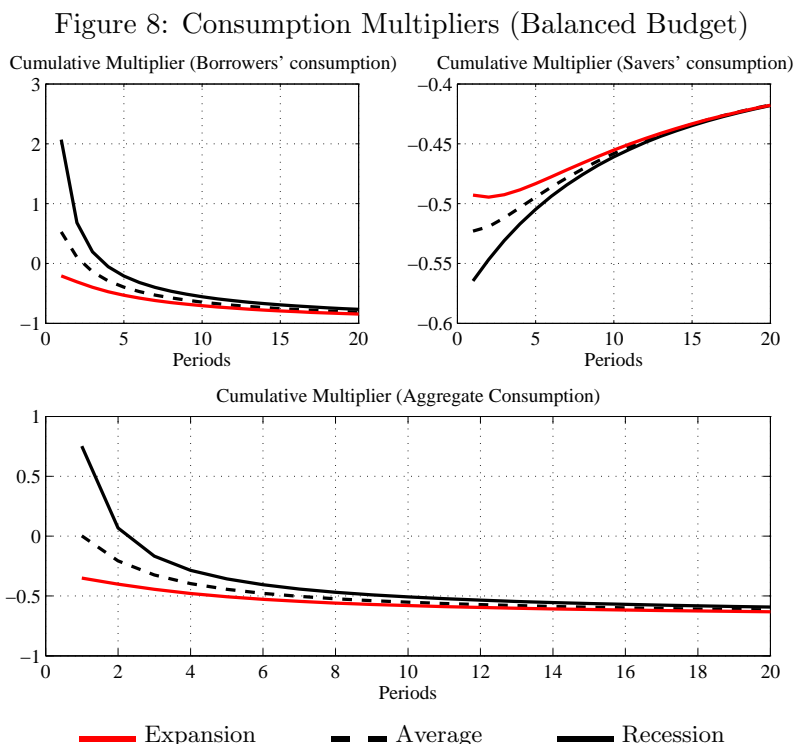 Figure 8: Consumption Multipliers (Balanced Budget)
Cumulative Multiplier (Borrowers' consumption)
3
2
1
0
−1
0 5 10 15 20
Periods
Cumulative Multiplier (Savers' consumption)
−0.4
−0.45
−0.5
−0.55
−0.6
0 5 10 15 20
Periods
Cumulative Multiplier (Aggregate Consumption)
1
0.5
0
−0.5
−1
0 2 4 6 8 10 12 14 16 18 20
Periods
Expansion Average Recession